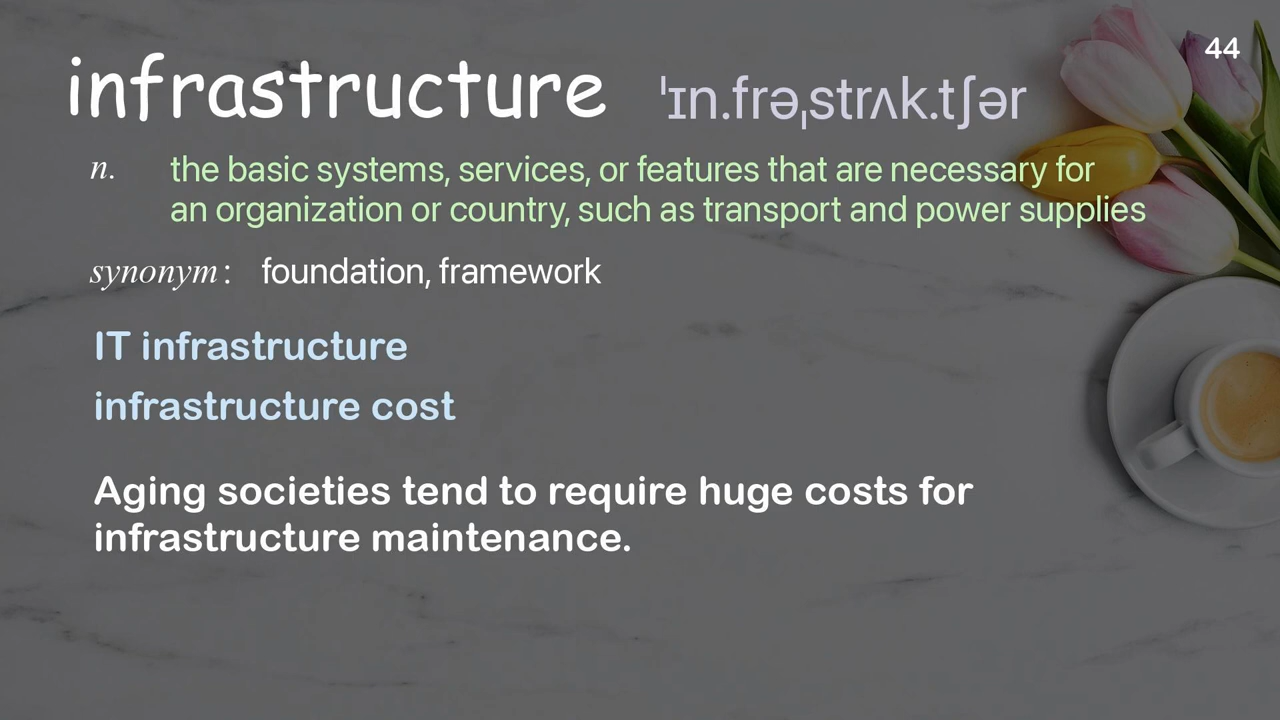 44
infrastructure ˈɪn.frəˌstrʌk.tʃər
n. the basic systems, services, or features that are necessary for
an organization or country, such as transport and power supplies
synonym: foundation, framework
IT infrastructure
infrastructure cost
Aging societies tend to require huge costs for
infrastructure maintenance.